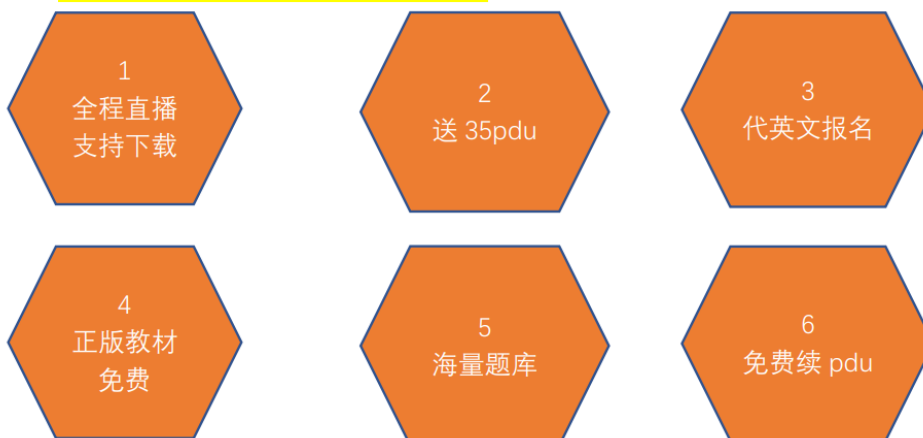 1
全程直播
支持下载
2
送 35pdu
3
代英文报名
4
正版教材
免费
5
海量题库
6
免费续 pdu